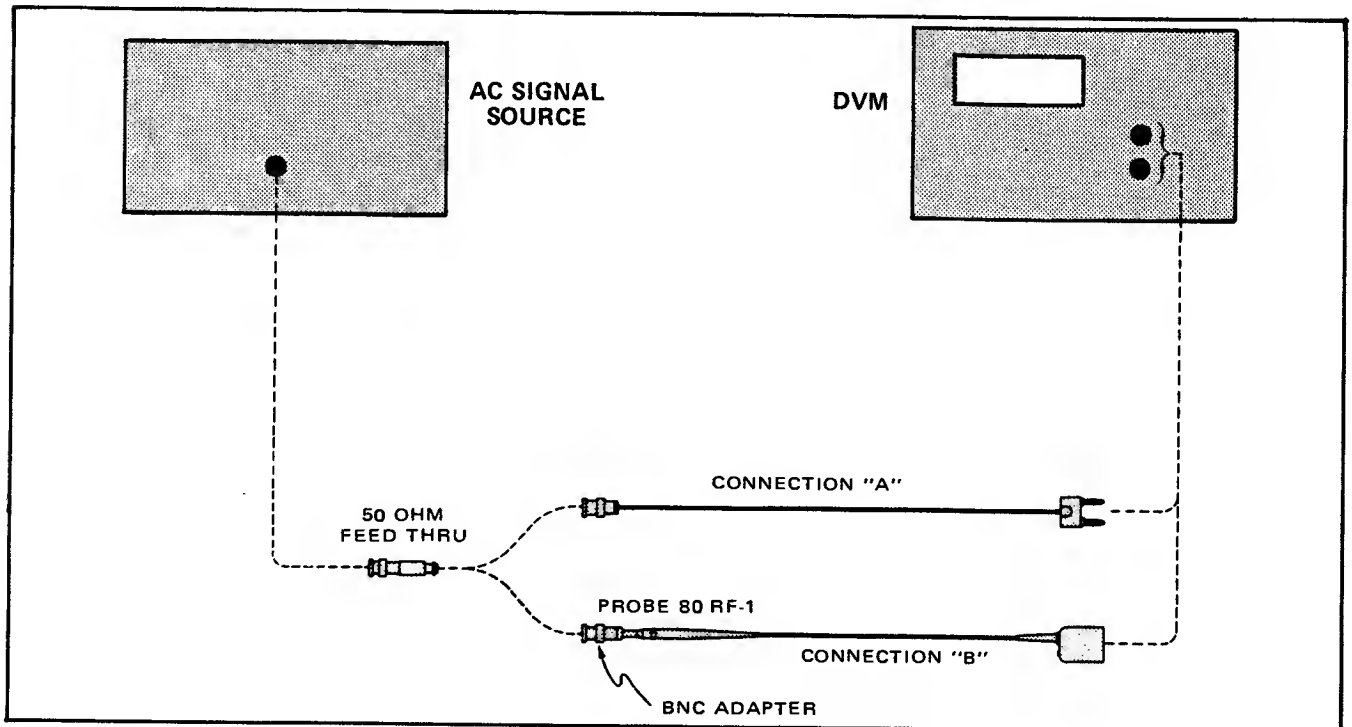 AC SIGNAL
SOURCE
DVM
CONNECTION "A"
50 OHM
FEED THRU
PROBE 80 RF-1
CONNECTION "B"
BNC ADAPTER